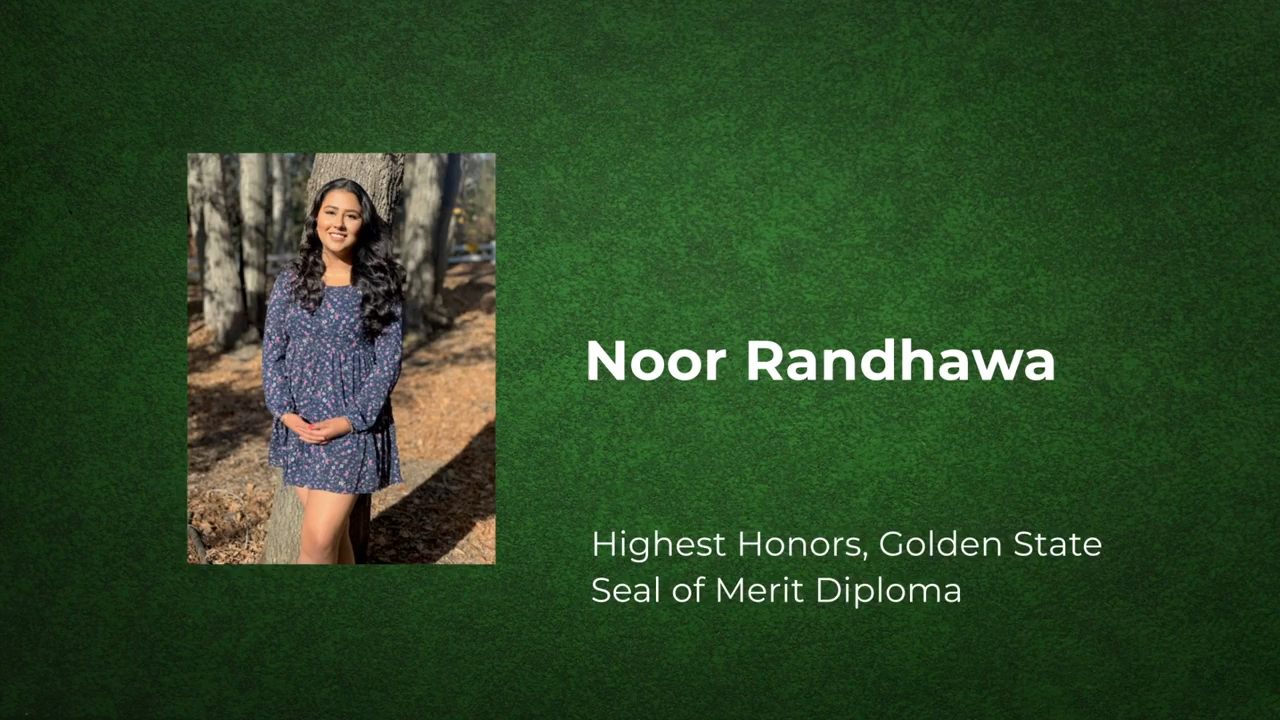 Noor Randhawa
Highest Honors, Golden State
Seal of Merit Diploma